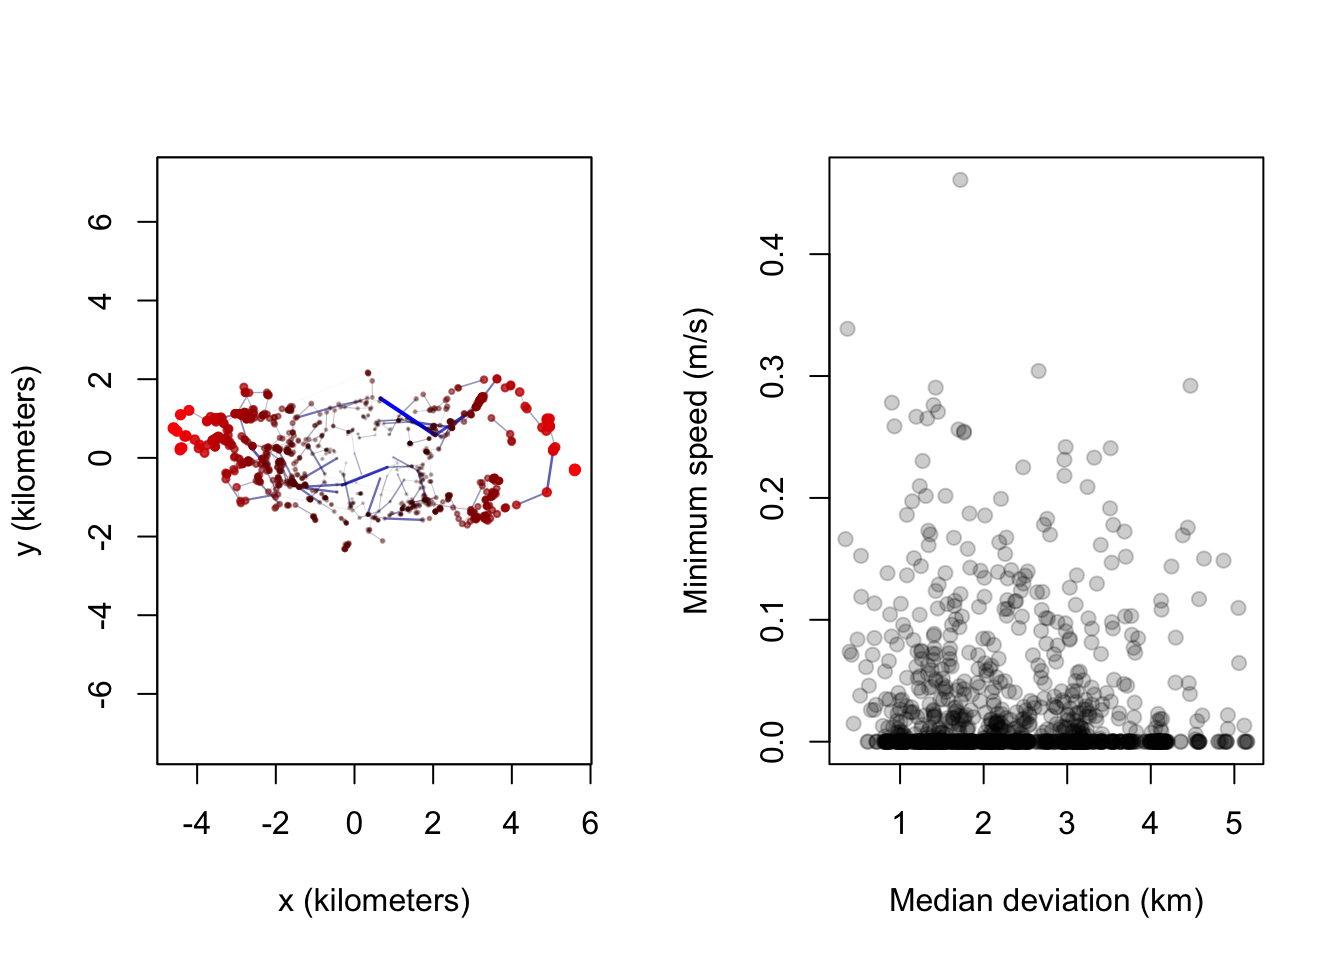 y (kilometers)
6
4
2
0
-2
-4
-6
-4 -2 0 2 4 6
x (kilometers)
Minimum speed (m/s)
0.4
0.3
0.2
0.1
0.0
1 2 3 4 5
Median deviation (km)